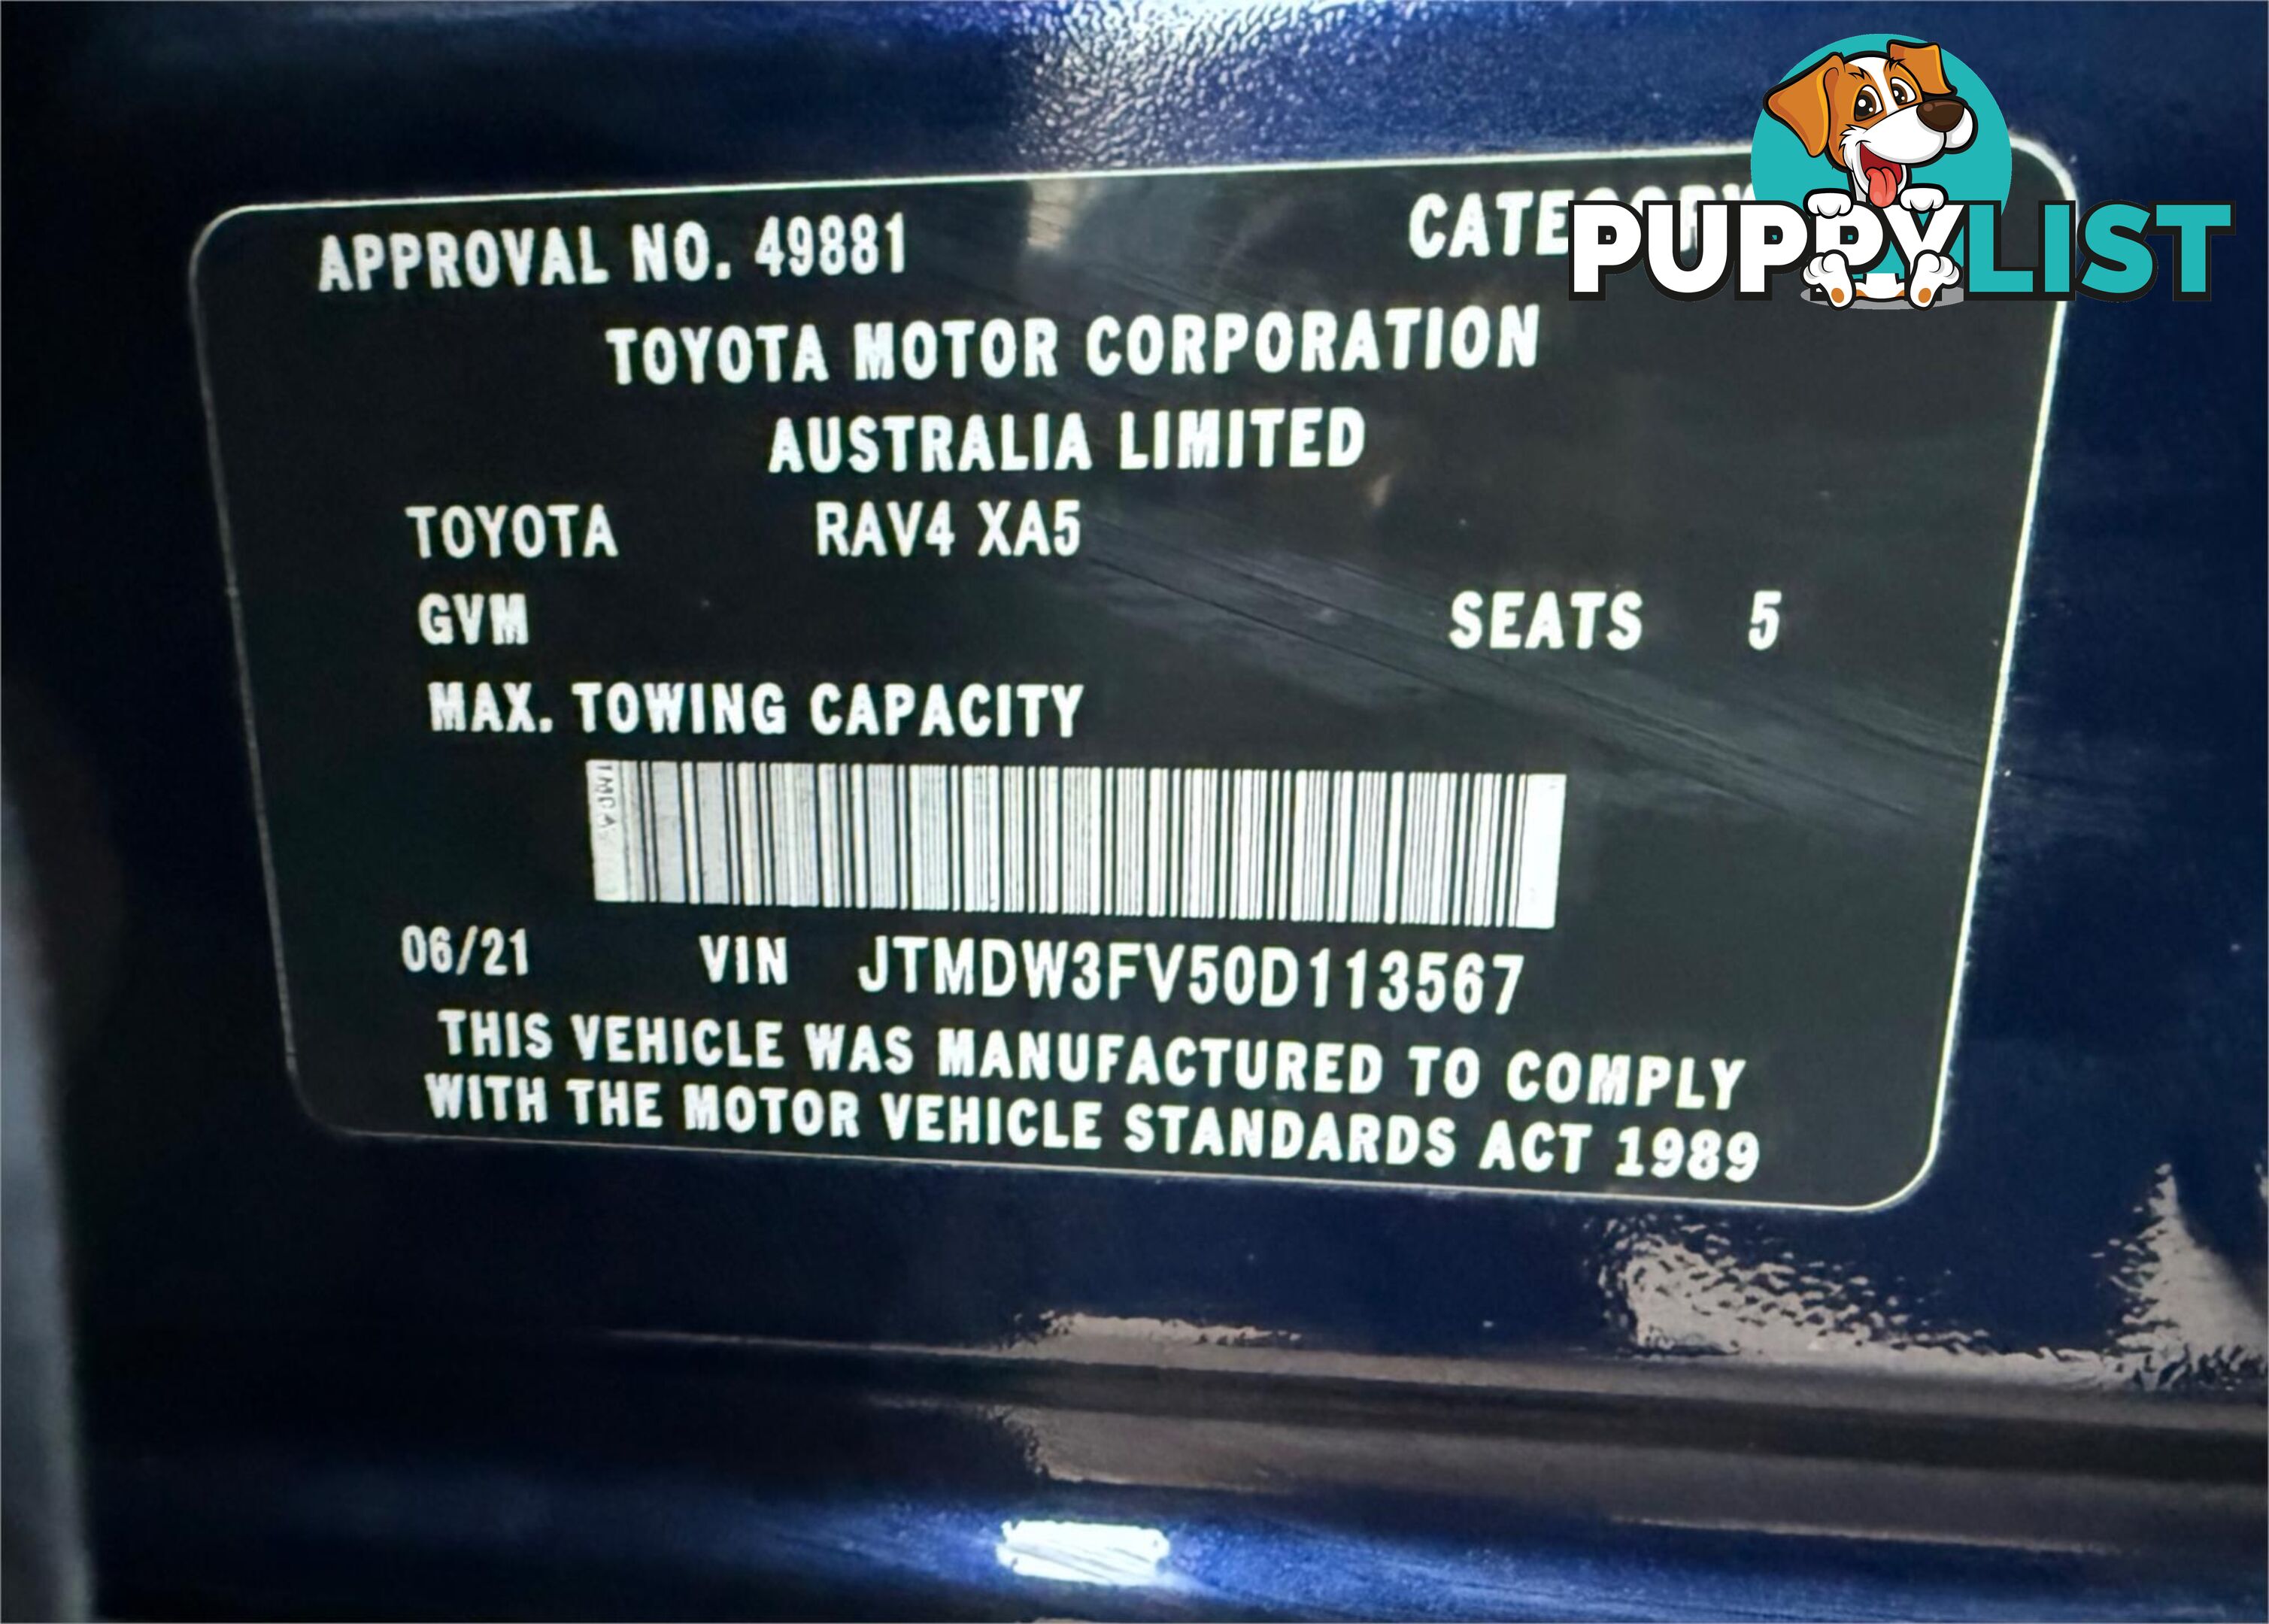 APPROVAL NO. 49881
PUPPYLIST
TOYOTA MOTOR CORPORATION
AUSTRALIA LIMITED
TOYOTA RAV4 XA5
GVM SEATS 5
MAX. TOWING CAPACITY
06/21 VIN JTMDW3FV50D113567
THIS VEHICLE WAS MANUFACTURED TO COMPLY
WITH THE MOTOR VEHICLE STANDARDS ACT 1989